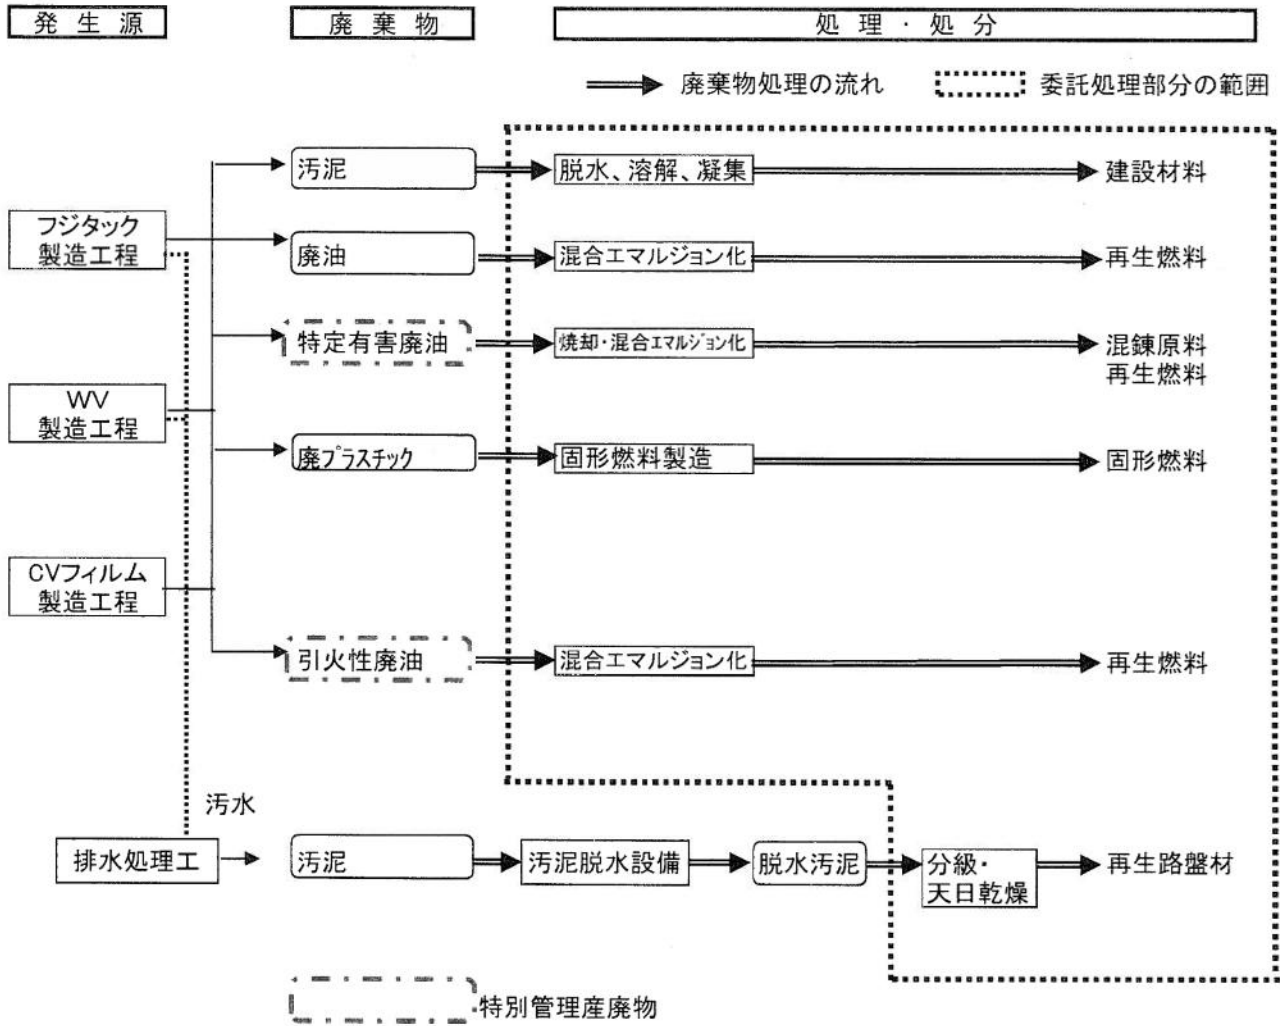 発生源
廃棄物
処理・処分
廃棄物処理の流れ
委託処理部分の範囲
汚泥
脱水、溶解、凝集
建設材料
フジタック
製造工程
廃油
混合エマルジョン化
再生燃料
特定有害廃油
焼却・混合エマルジョン化
混錬原料
再生燃料
WV
製造工程
廃プラスチック
固形燃料製造
固形燃料
CVフィルム
製造工程
引火性廃油
混合エマルジョン化
再生燃料
汚水
排水処理工
汚泥
汚泥脱水設備
脱水汚泥
分級・
天日乾燥
再生路盤材
特別管理産廃物